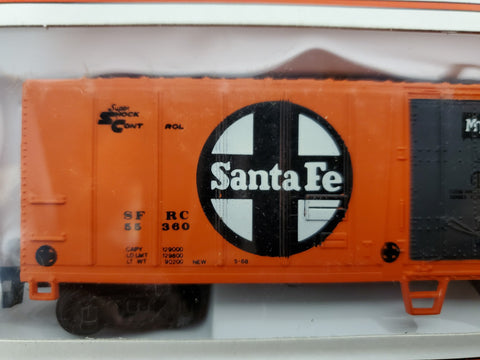 Super
Shock
Cont ROL
Santa Fe
SF RC
55 360
CAPY 129000
LD LMT 129800
LT WT 90200 NEW 5-68